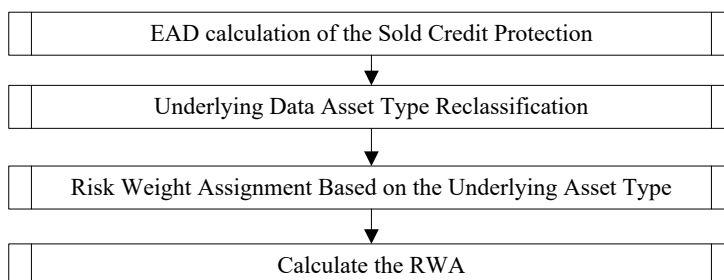 EAD calculation of the Sold Credit Protection
Underlying Data Asset Type Reclassification
Risk Weight Assignment Based on the Underlying Asset Type
Calculate the RWA